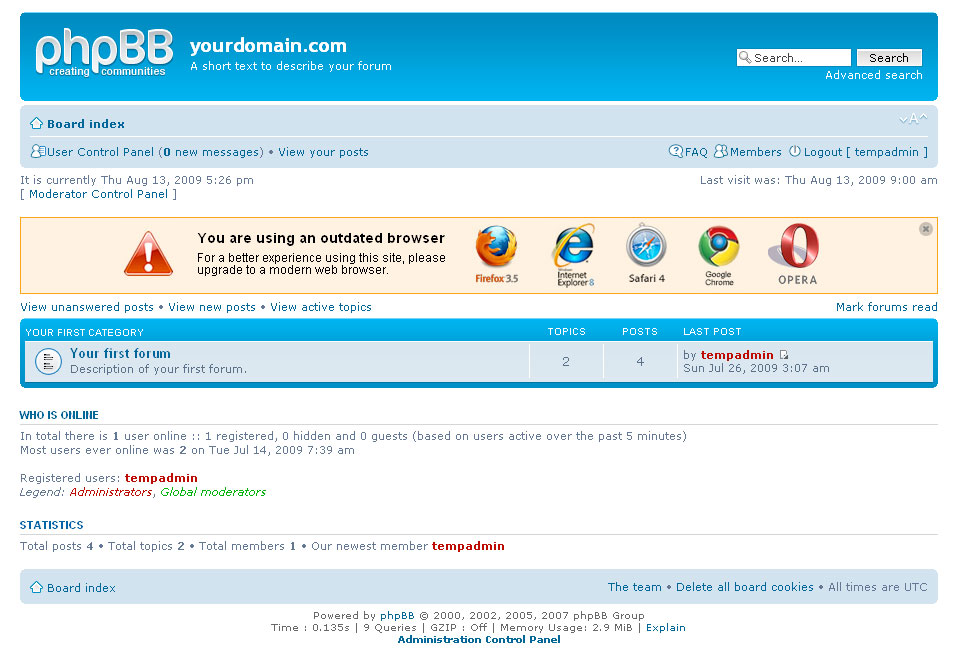 phpBB
creating communities
yourdomain.com
A short text to describe your forum
Search...
Search
Advanced search
Board index
A
User Control Panel (0 new messages) • View your posts
FAQ Members Logout [ tempadmin ]
It is currently Thu Aug 13, 2009 5:26 pm
Last visit was: Thu Aug 13, 2009 9:00 am
[ Moderator Control Panel ]
You are using an outdated browser
For a better experience using this site, please
upgrade to a modern web browser.
Firefox 3.5
Windows
Internet
Explorer 8
Safari 4
Google
Chrome
OPERA
View unanswered posts • View new posts • View active topics
Mark forums read
YOUR FIRST CATEGORY TOPICS POSTS LAST POST
Your first forum
Description of your first forum.
2
4
by tempadmin
Sun Jul 26, 2009 3:07 am
WHO IS ONLINE
In total there is 1 user online :: 1 registered, 0 hidden and 0 guests (based on users active over the past 5 minutes)
Most users ever online was 2 on Tue Jul 14, 2009 7:39 am
Registered users: tempadmin
Legend: Administrators, Global moderators
STATISTICS
Total posts 4 • Total topics 2 • Total members 1 • Our newest member tempadmin
Board index
The team • Delete all board cookies • All times are UTC
Powered by phpBB © 2000, 2002, 2005, 2007 phpBB Group
Time : 0.135s | 9 Queries | GZIP : Off | Memory Usage: 2.9 MiB | Explain
Administration Control Panel